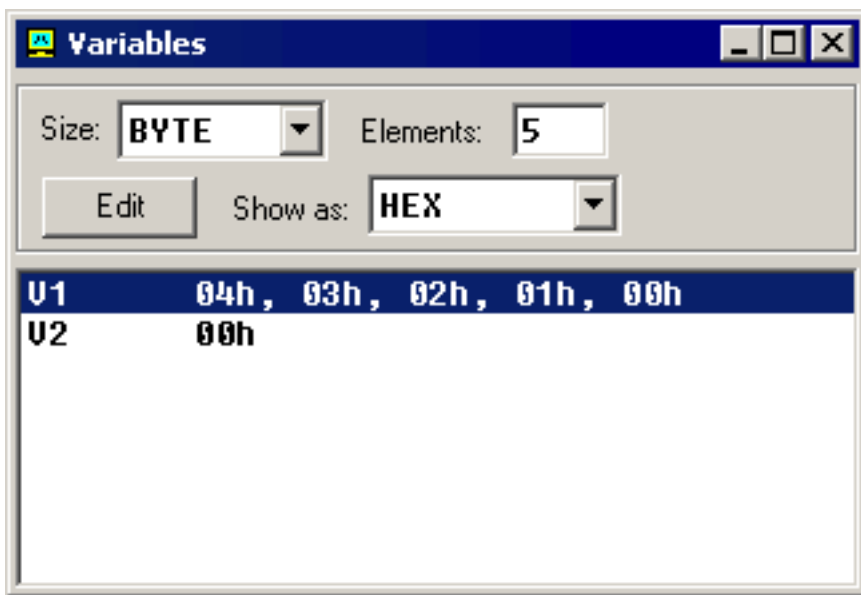 Variables
Size: BYTE Elements: 5
Edit Show as: HEX
V1 04h, 03h, 02h, 01h, 00h
V2 00h